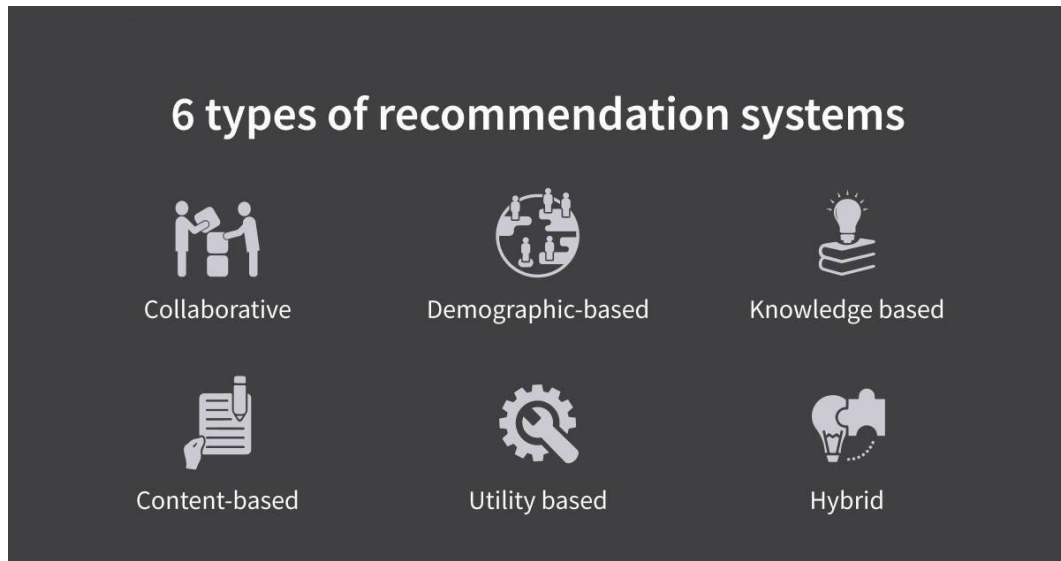 6 types of recommendation systems
Collaborative
Demographic-based
Knowledge based
Content-based
Utility based
Hybrid